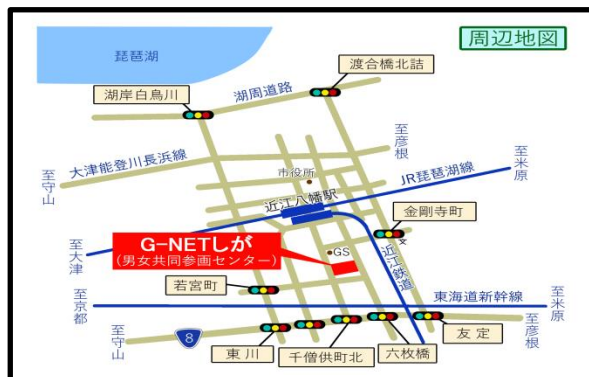 周辺地図
琵琶湖
渡合橋北詰
湖岸白鳥川
湖周道路
至彦根
至米原
大津能登川長浜線
市役所
JR琵琶湖線
至守山
近江八幡駅
金剛寺町
G-NETしが
(男女共同参画センター)
GS
至大津
近江鉄道
若宮町
至京都
東海道新幹線
至米原
至守山
8
東川
千僧供町北
六枚橋
友定
至彦根